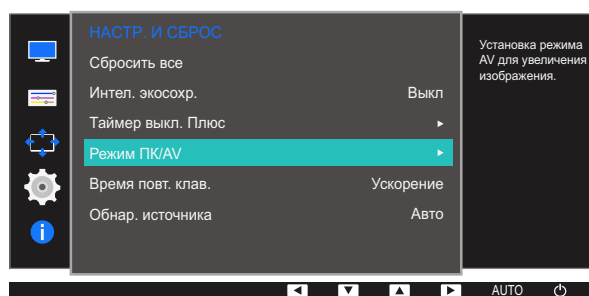 НАСТР. И СБРОС
Сбросить все
Интел. экосохр. Выкл
Таймер выкл. Плюс
Режим ПК/AV
Время повт. клав. Ускорение
Обнар. источника Авто
Установка режима
AV для увеличения
изображения.
AUTO